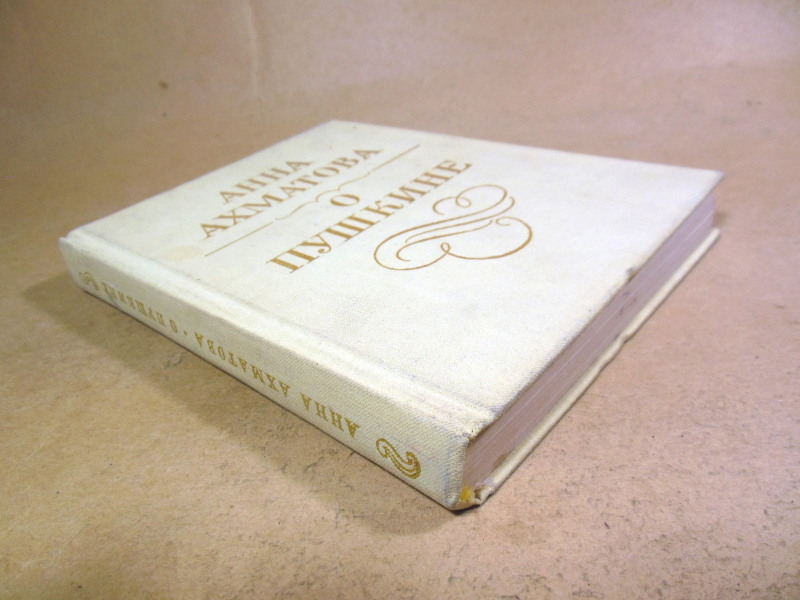 АННА
АХМАТОВА
О
ПУШКИНЕ
АННА АХМАТОВА • О ПУШКИНЕ